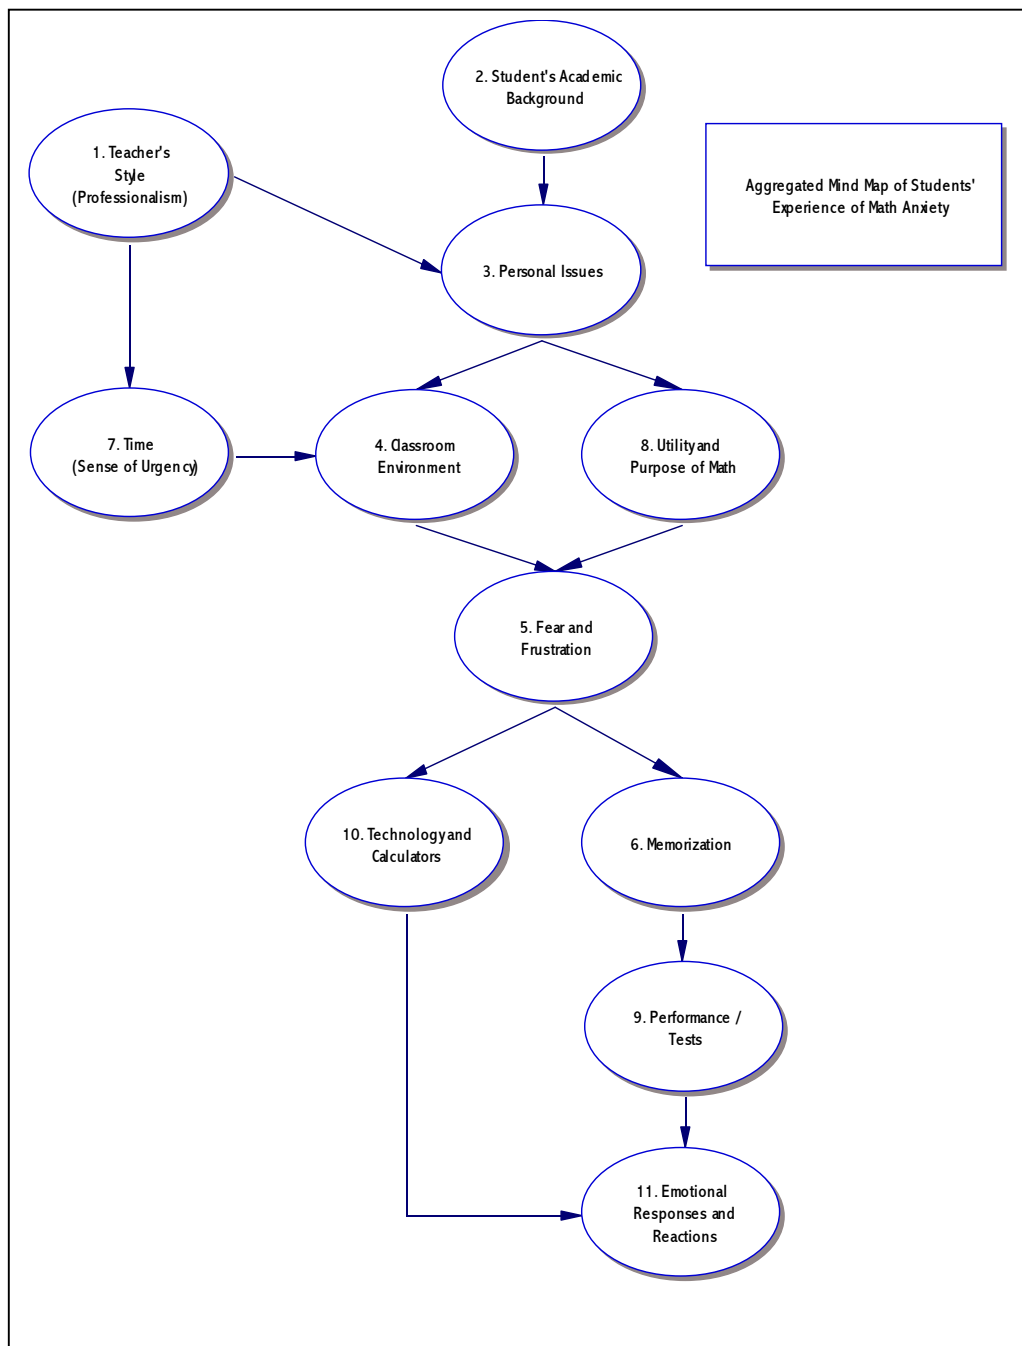 2. Student's Academic
Background
1. Teacher's
Style
(Professionalism)
Aggregated Mind Map of Students'
Experience of Math Anxiety
3. Personal Issues
7. Time
(Sense of Urgency)
4. Classroom
Environment
8. Utility and
Purpose of Math
5. Fear and
Frustration
10. Technology and
Calculators
6. Memorization
9. Performance /
Tests
11. Emotional
Responses and
Reactions